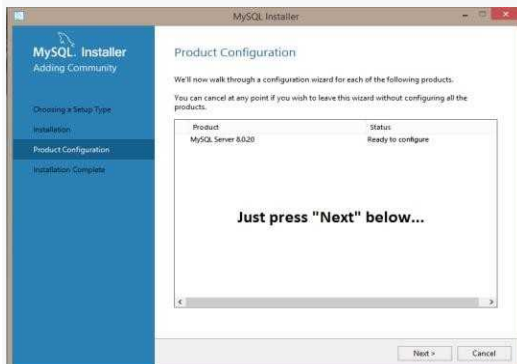 MySQL Installer
MySQL. Installer
Adding Community
Choosing a Setup Type
Installation
Product Configuration
Installation Complete
Product Configuration
We'll now walk through a configuration wizard for each of the following products.
You can cancel at any point if you wish to leave this wizard without configuring all the
products.
Product Status
MySQL Server 8.0.20 Ready to configure
Just press "Next" below...
Next > Cancel